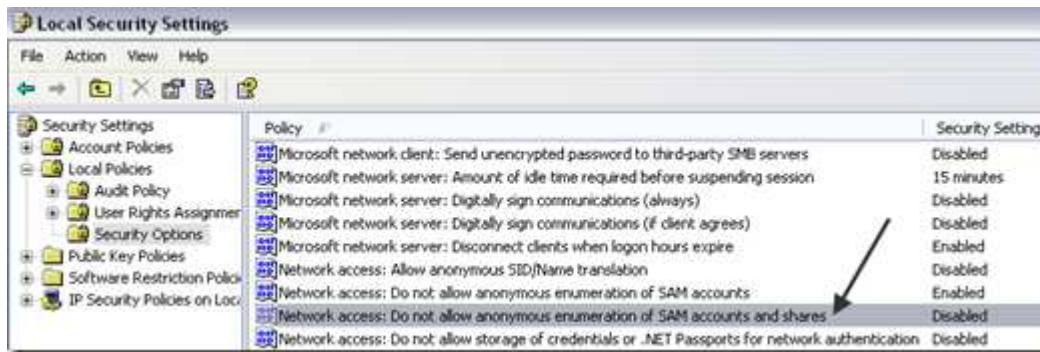 Local Security Settings
File Action View Help
Security Settings
Account Policies
Local Policies
Audit Policy
User Rights Assignmen
Security Options
Public Key Policies
Software Restriction Polici
IP Security Policies on Loca
Policy Security Setting
Microsoft network client: Send unencrypted password to third-party SMB servers Disabled
Microsoft network server: Amount of idle time required before suspending session 15 minutes
Microsoft network server: Digitally sign communications (always) Disabled
Microsoft network server: Digitally sign communications (if client agrees) Disabled
Microsoft network server: Disconnect clients when logon hours expire Enabled
Network access: Allow anonymous SID/Name translation Disabled
Network access: Do not allow anonymous enumeration of SAM accounts Enabled
Network access: Do not allow anonymous enumeration of SAM accounts and shares Disabled
Network access: Do not allow storage of credentials or .NET Passports for network authentication Disabled